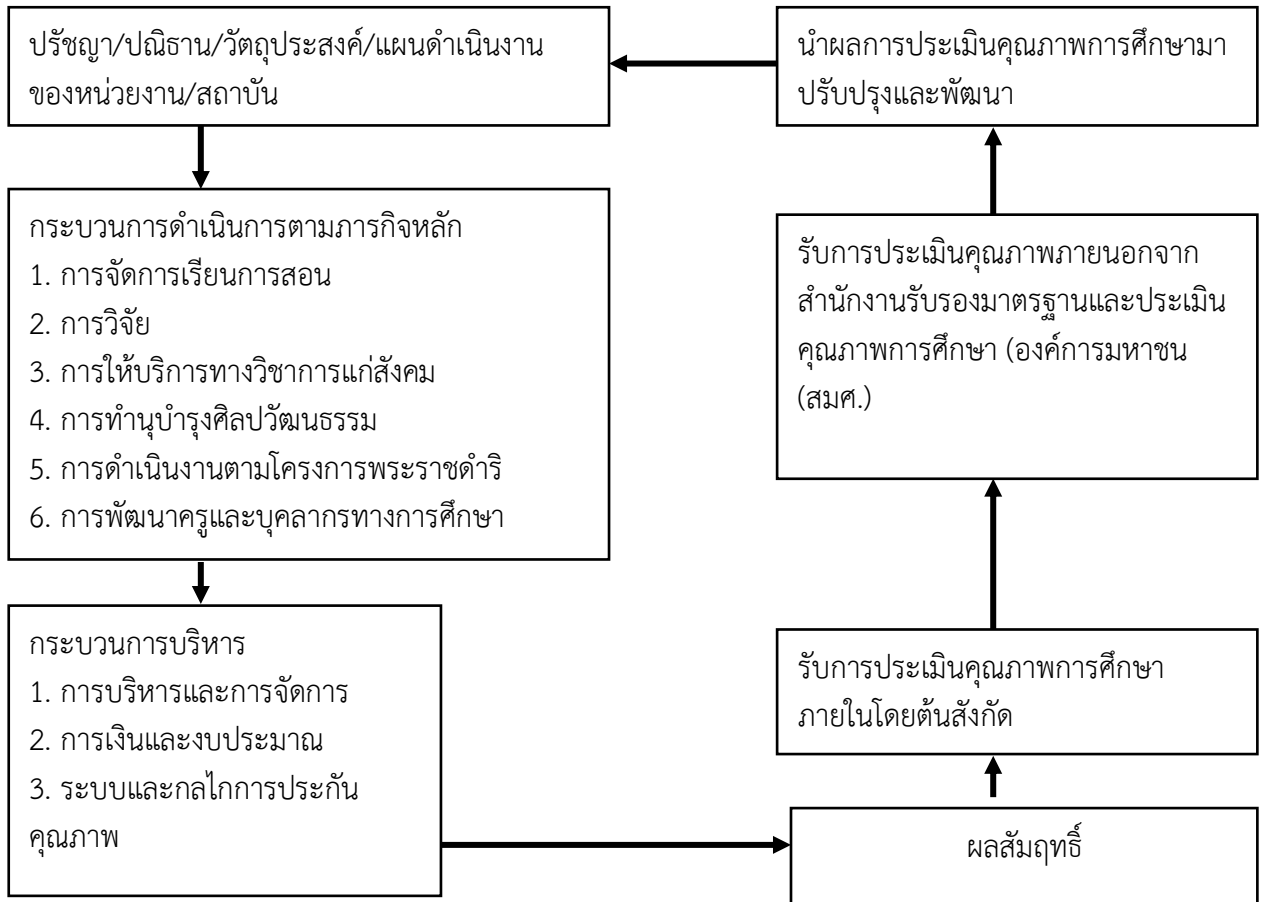 ปรัชญา/ปณิธาน/วัตถุประสงค์/แผนดำเนินงาน
ของหน่วยงาน/สถาบัน
กระบวนการดำเนินการตามภารกิจหลัก
1. การจัดการเรียนการสอน
2. การวิจัย
3. การให้บริการทางวิชาการแก่สังคม
4. การทำนุบำรุงศิลปวัฒนธรรม
5. การดำเนินงานตามโครงการพระราชดำริ
6. การพัฒนาครูและบุคลากรทางการศึกษา
กระบวนการบริหาร
1. การบริหารและการจัดการ
2. การเงินและงบประมาณ
3. ระบบและกลไกการประกัน
คุณภาพ
ผลสัมฤทธิ์
รับการประเมินคุณภาพการศึกษา
ภายในโดยต้นสังกัด
รับการประเมินคุณภาพภายนอกจาก
สำนักงานรับรองมาตรฐานและประเมิน
คุณภาพการศึกษา (องค์การมหาชน
(สมศ.)
นำผลการประเมินคุณภาพการศึกษามา
ปรับปรุงและพัฒนา